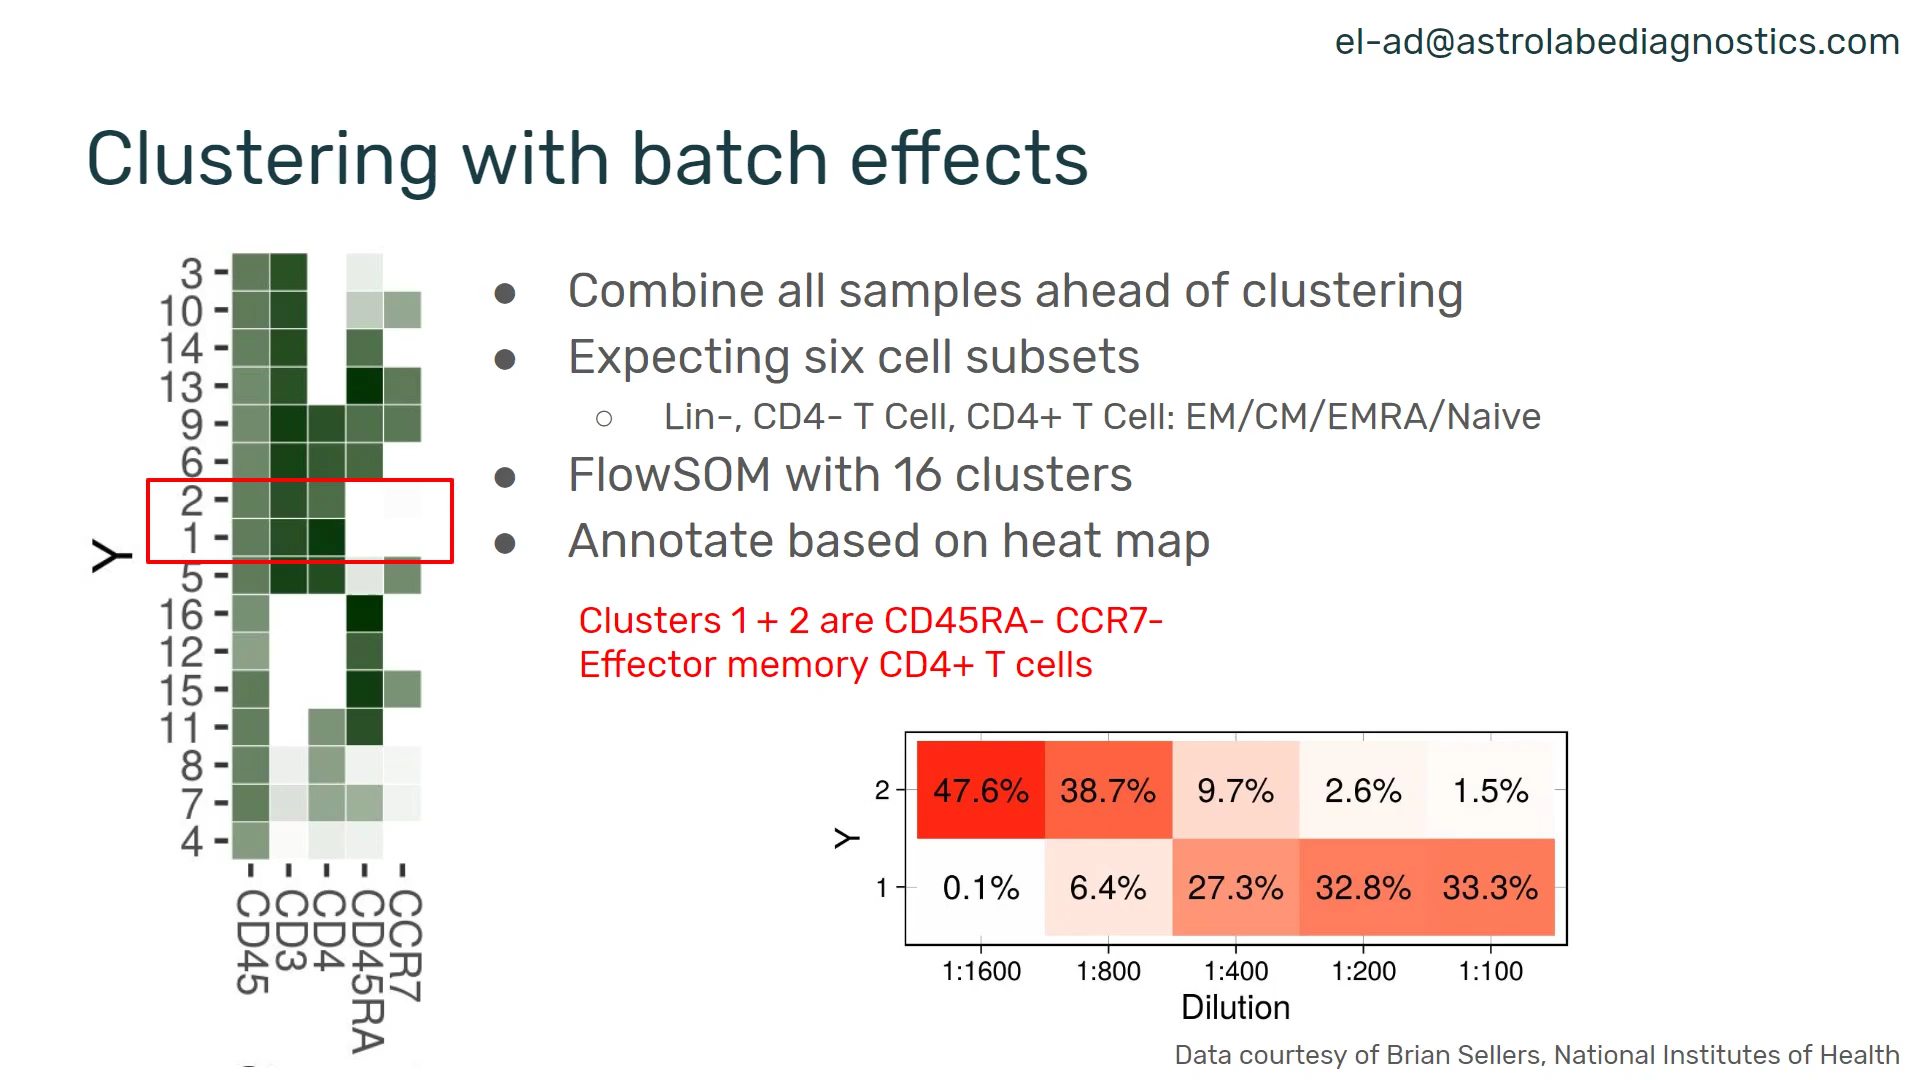 el-ad@astrolabediagnostics.com
Clustering with batch effects
● Combine all samples ahead of clustering
● Expecting six cell subsets
○ Lin-, CD4- T Cell, CD4+ T Cell: EM/CM/EMRA/Naive
● FlowSOM with 16 clusters
● Annotate based on heat map
Clusters 1 + 2 are CD45RA- CCR7-
Effector memory CD4+ T cells
Y
3
10
14
13
9
6
2
1
5
16
12
15
11
8
7
4
CD45
CD3
CD4
CD45RA
CCR7
Y
2 47.6% 38.7% 9.7% 2.6% 1.5%
1 0.1% 6.4% 27.3% 32.8% 33.3%
1:1600 1:800 1:400 1:200 1:100
Dilution
Data courtesy of Brian Sellers, National Institutes of Health